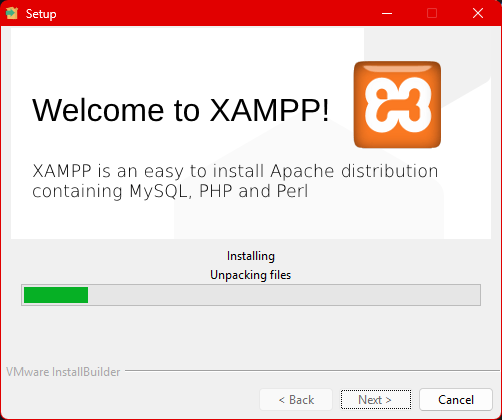 Setup
Welcome to XAMPP!
XAMPP is an easy to install Apache distribution
containing MySQL, PHP and Perl
Installing
Unpacking files
VMware InstallBuilder
< Back
Next >
Cancel